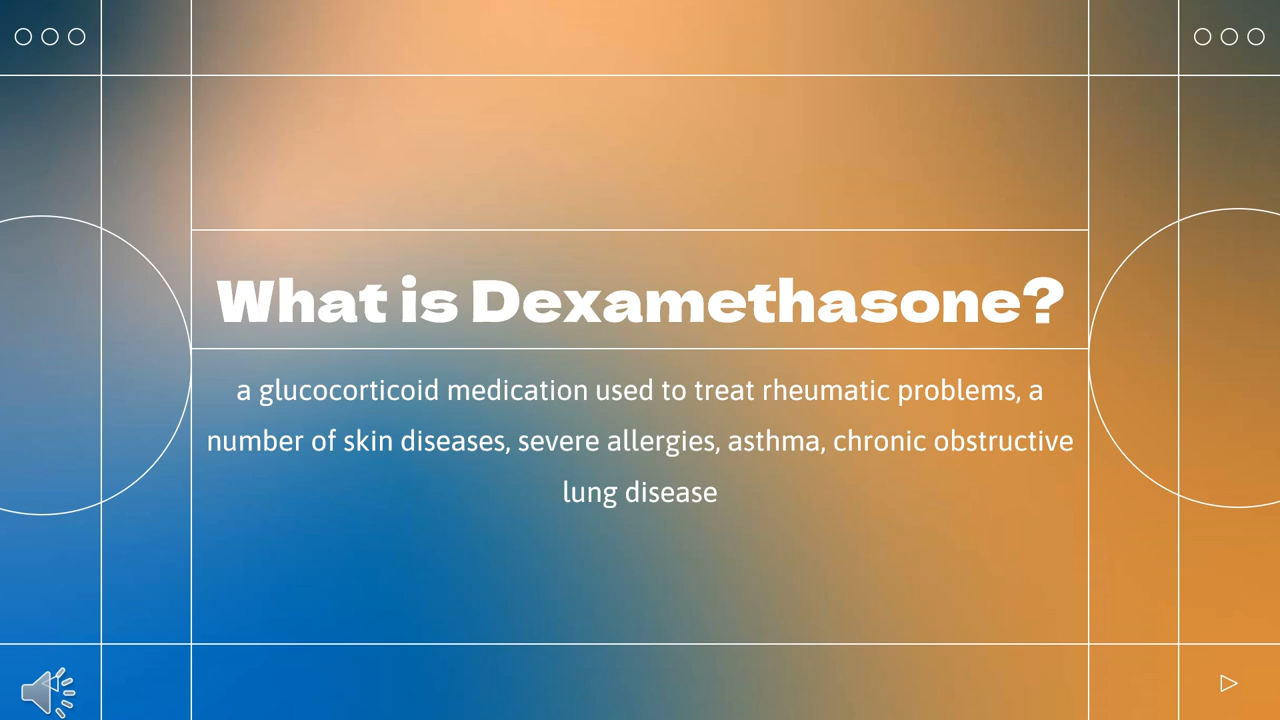 What is Dexamethasone?
a glucocorticoid medication used to treat rheumatic problems, a
number of skin diseases, severe allergies, asthma, chronic obstructive
lung disease